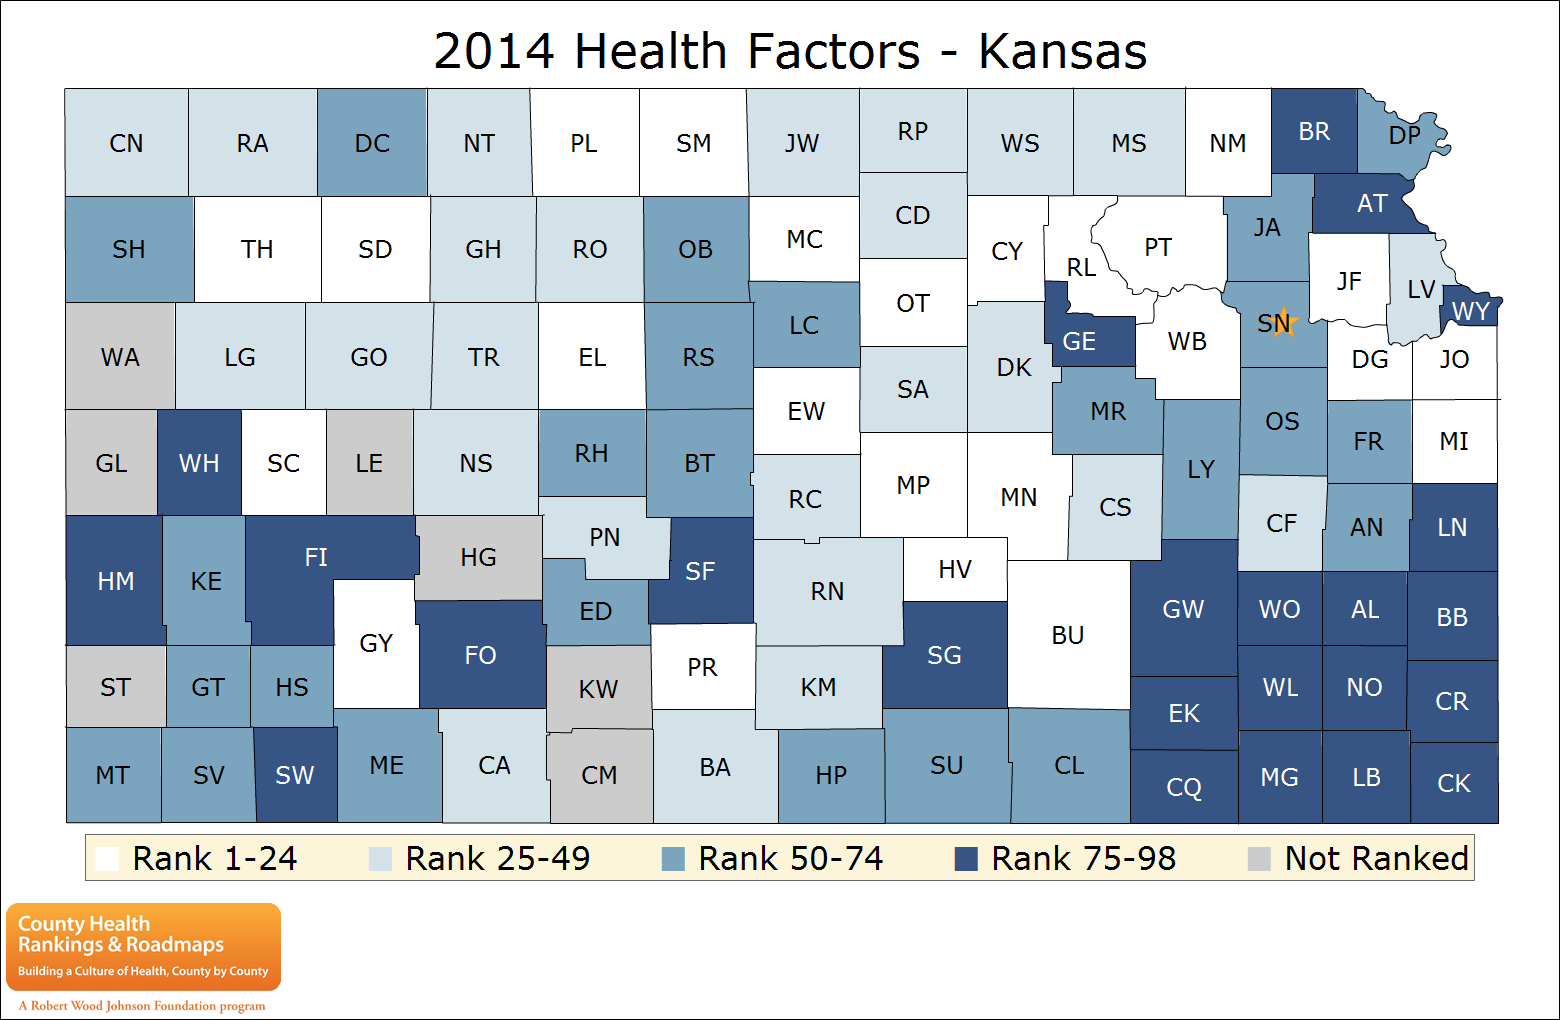 2014 Health Factors - Kansas
CN RA DC NT PL SM JW RP WS MS NM BR DP
SH TH SD GH RO OB MC CD CY RL PT JA AT
WA LG GO TR EL RS LC OT SA DK GE WB SN JF LV WY
GL WH SC LE NS RH BT EW MP MR OS DG JO
HM KE FI HG PN SF RC MN CS LY FR MI
ED RN HV CF AN LN
GY FO PR SG BU GW WO AL BB
ST GT HS KW KM EK WL NO CR
MT SV SW ME CA CM BA HP SU CL CQ MG LB CK
Rank 1-24 Rank 25-49 Rank 50-74 Rank 75-98 Not Ranked
County Health
Rankings & Roadmaps
Building a Culture of Health, County by County
A Robert Wood Johnson Foundation program